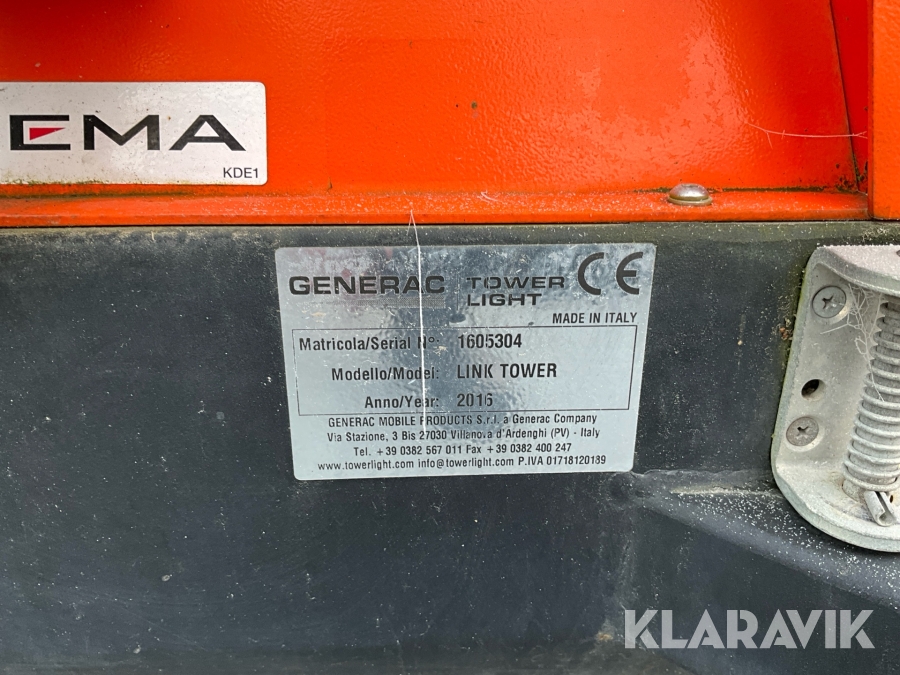 EMA
KDE1
GENERAC TOWER LIGHT CE
MADE IN ITALY
Matricola/Serial N°: 1605304
Modello/Model: LINK TOWER
Anno/Year: 2016
GENERAC MOBILE PRODUCTS S.r.l. a Generac Company
Via Stazione, 3 Bis 27030 Villanova d'Ardenghi (PV) - Italy
Tel. +39 0382 567 011 Fax +39 0382 400 247
www.towerlight.com info@towerlight.com P.IVA 01718120189
KLARAVIK